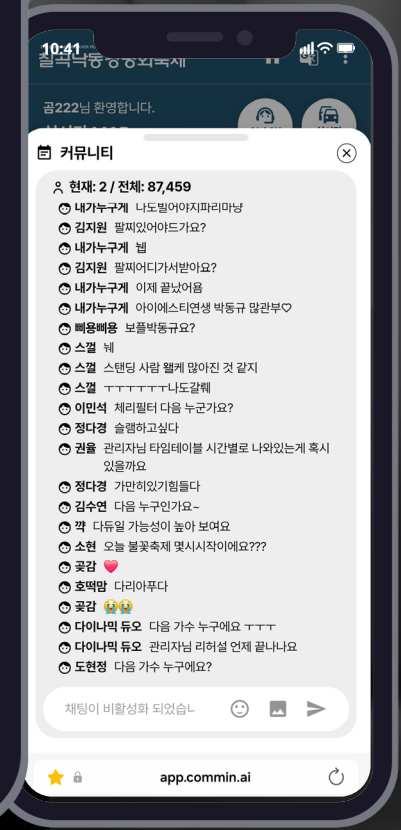 10:41
칠곡낙동강평화축제
곰222님 환영합니다.
커뮤니티
현재: 2 / 전체: 87,459
내가누구게 나도빌어야지파리마냥
김지원 팔찌있어야드가요?
내가누구게 뉍
김지원 팔찌어디가서받아요?
내가누구게 이제 끝났어욤
내가누구게 아이에스티연생 박동규 많관부♡
삐용삐용 보플박동규요?
스껄 눼
스껄 스탠딩 사람 왤케 많아진 것 같지
스껄 ㅜㅜㅜㅜㅜㅜ나도갈뤠
이민석 체리필터 다음 누군가요?
정다경 슬램하고싶다
권율 관리자님 타임테이블 시간별로 나와있는게 혹시
있을까요
정다경 가만히있기힘들다
김수연 다음 누구인가요~
꺅 다듀일 가능성이 높아 보여요
소현 오늘 불꽃축제 몇시시작이에요???
곶감 ❤️
호떡맘 다리아푸다
곶감 😭😭
다이나믹 듀오 다음 가수 누구에요 ㅜㅜㅜ
다이나믹 듀오 관리자님 리허설 언제 끝나나요
도현정 다음 가수 누구에요?
채팅이 비활성화 되었습ㄴ
app.commin.ai